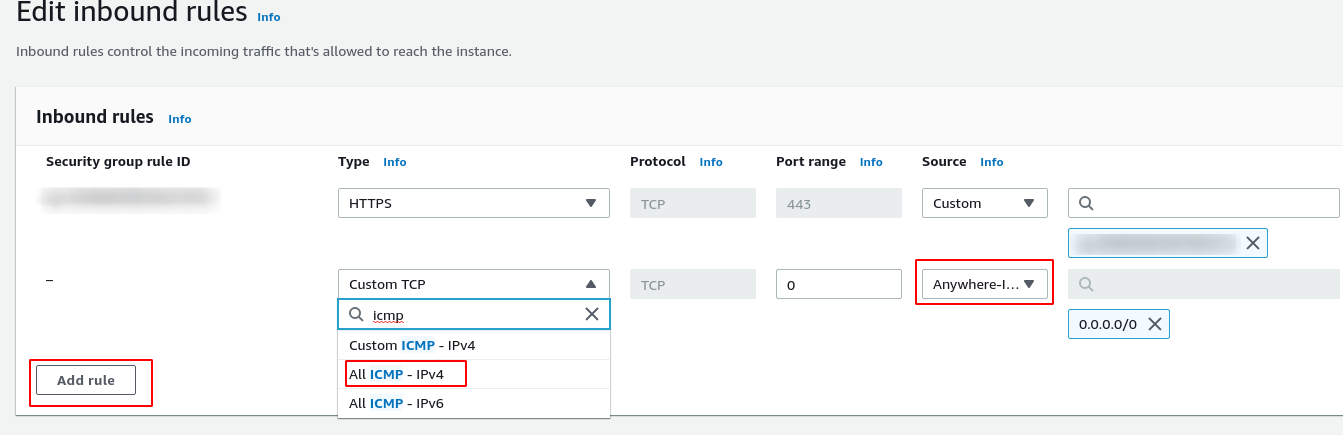 Edit inbound rules Info
Inbound rules control the incoming traffic that's allowed to reach the instance.
Inbound rules Info
Security group rule ID Type Info Protocol Info Port range Info Source Info
HTTPS TCP 443 Custom
– Custom TCP TCP 0 Anywhere-I...
icmp
0.0.0.0/0
Custom ICMP - IPv4
All ICMP - IPv4
All ICMP - IPv6
Add rule